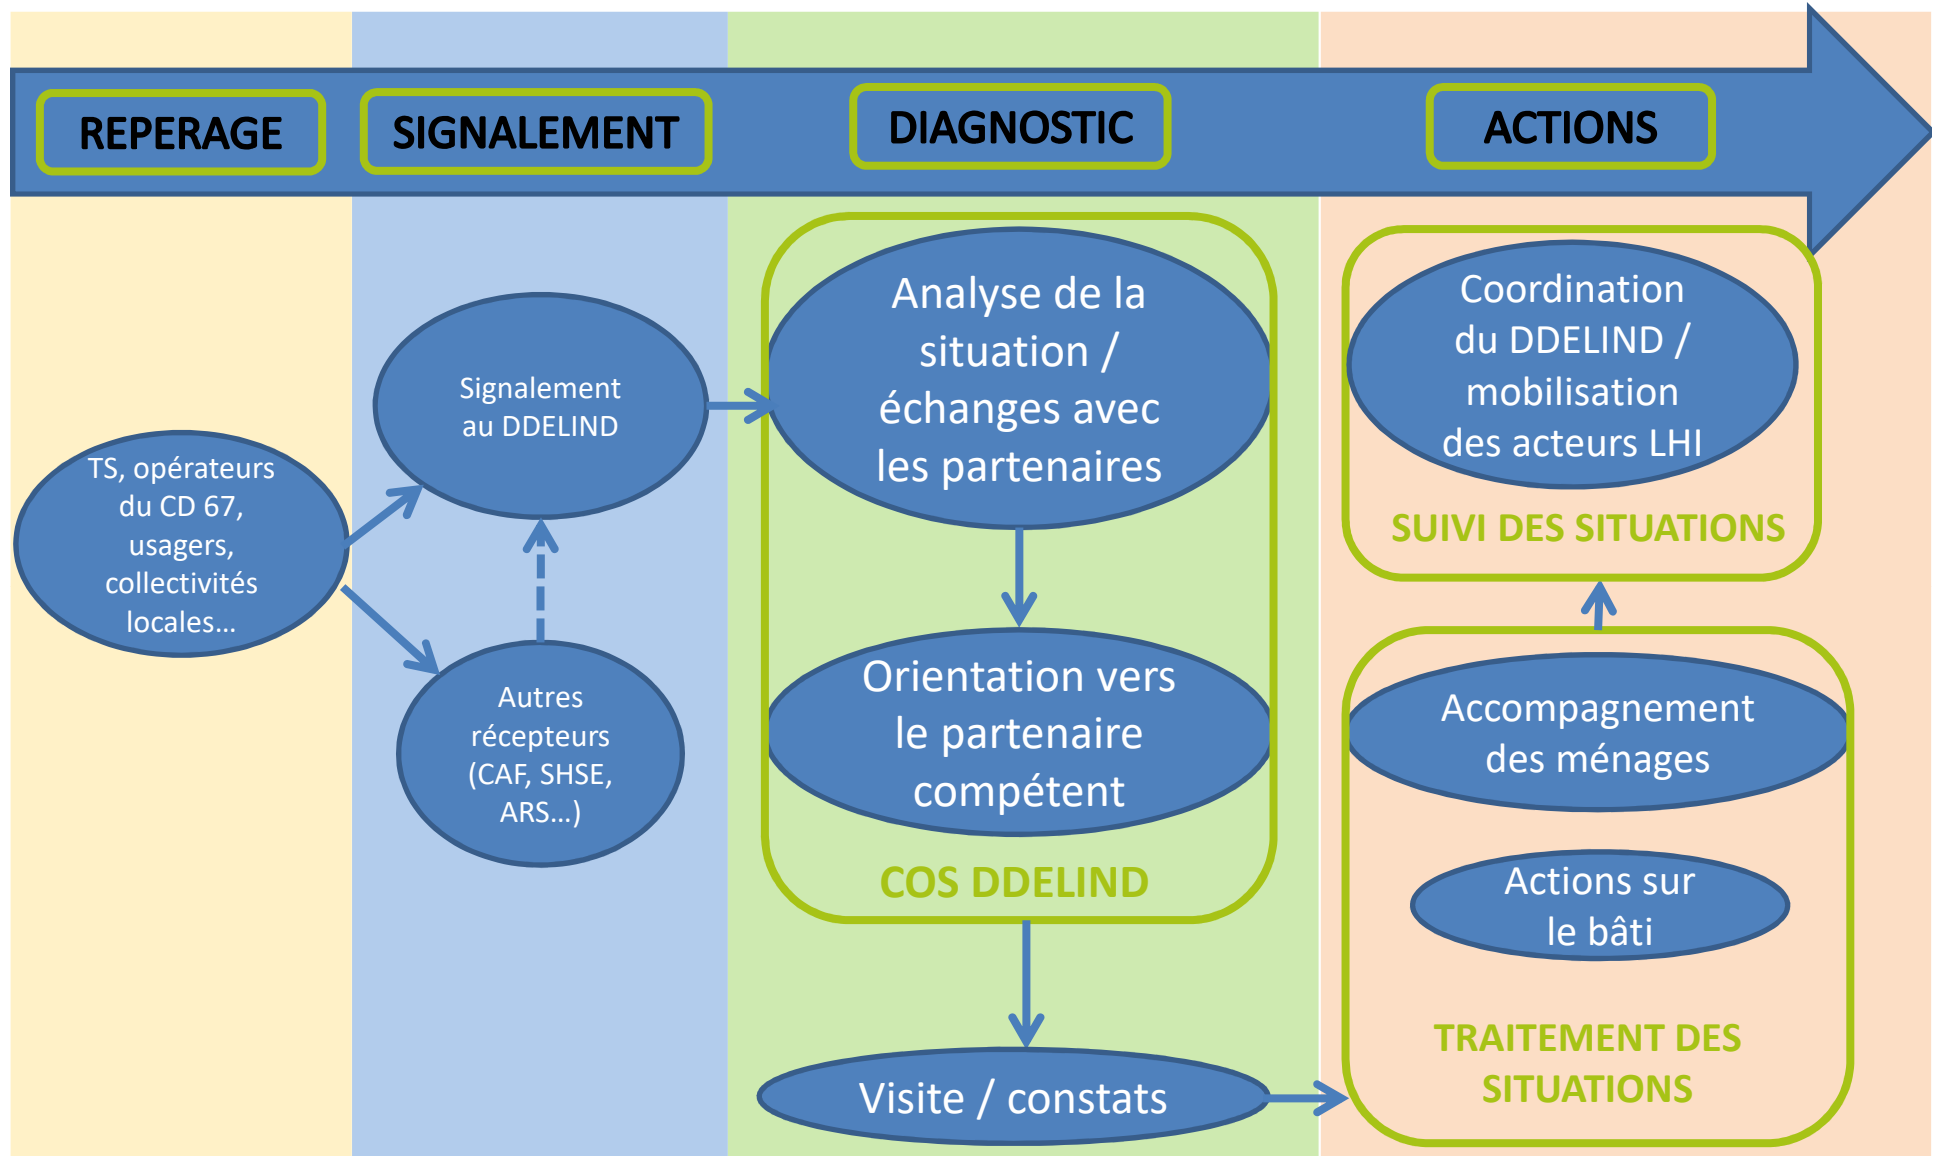 REPERAGE
SIGNALEMENT
DIAGNOSTIC
ACTIONS
TS, opérateurs
du CD 67,
usagers,
collectivités
locales...
Signalement
au DDELIND
Autres
récepteurs
(CAF, SHSE,
ARS...)
Analyse de la
situation /
échanges avec
les partenaires
Orientation vers
le partenaire
compétent
COS DDELIND
Visite / constats
Coordination
du DDELIND /
mobilisation
des acteurs LHI
SUIVI DES SITUATIONS
Accompagnement
des ménages
Actions sur
le bâti
TRAITEMENT DES
SITUATIONS